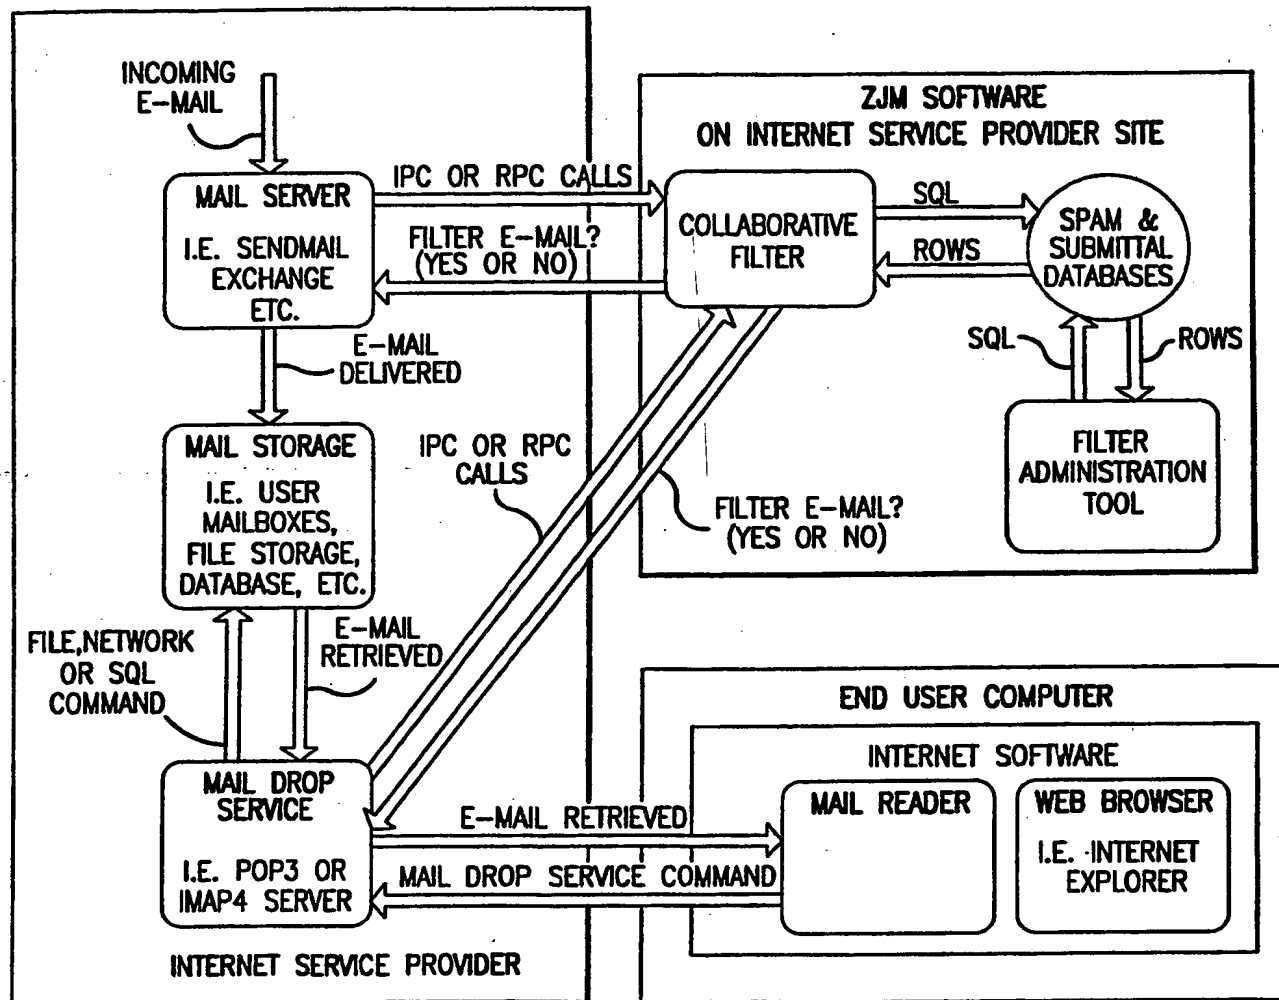 INCOMING
E-MAIL
MAIL SERVER
I.E. SENDMAIL
EXCHANGE
ETC.
IPC OR RPC CALLS
FILTER E-MAIL?
(YES OR NO)
E-MAIL
DELIVERED
MAIL STORAGE
I.E. USER
MAILBOXES,
FILE STORAGE,
DATABASE, ETC.
FILE,NETWORK
OR SQL
COMMAND
E-MAIL
RETRIEVED
MAIL DROP
SERVICE
I.E. POP3 OR
IMAP4 SERVER
INTERNET SERVICE PROVIDER
ZJM SOFTWARE
ON INTERNET SERVICE PROVIDER SITE
COLLABORATIVE
FILTER
SQL
ROWS
SPAM &
SUBMITTAL
DATABASES
SQL
ROWS
FILTER
ADMINISTRATION
TOOL
IPC OR RPC
CALLS
FILTER E-MAIL?
(YES OR NO)
END USER COMPUTER
INTERNET SOFTWARE
MAIL READER
WEB BROWSER
I.E. INTERNET
EXPLORER
E-MAIL RETRIEVED
MAIL DROP SERVICE COMMAND